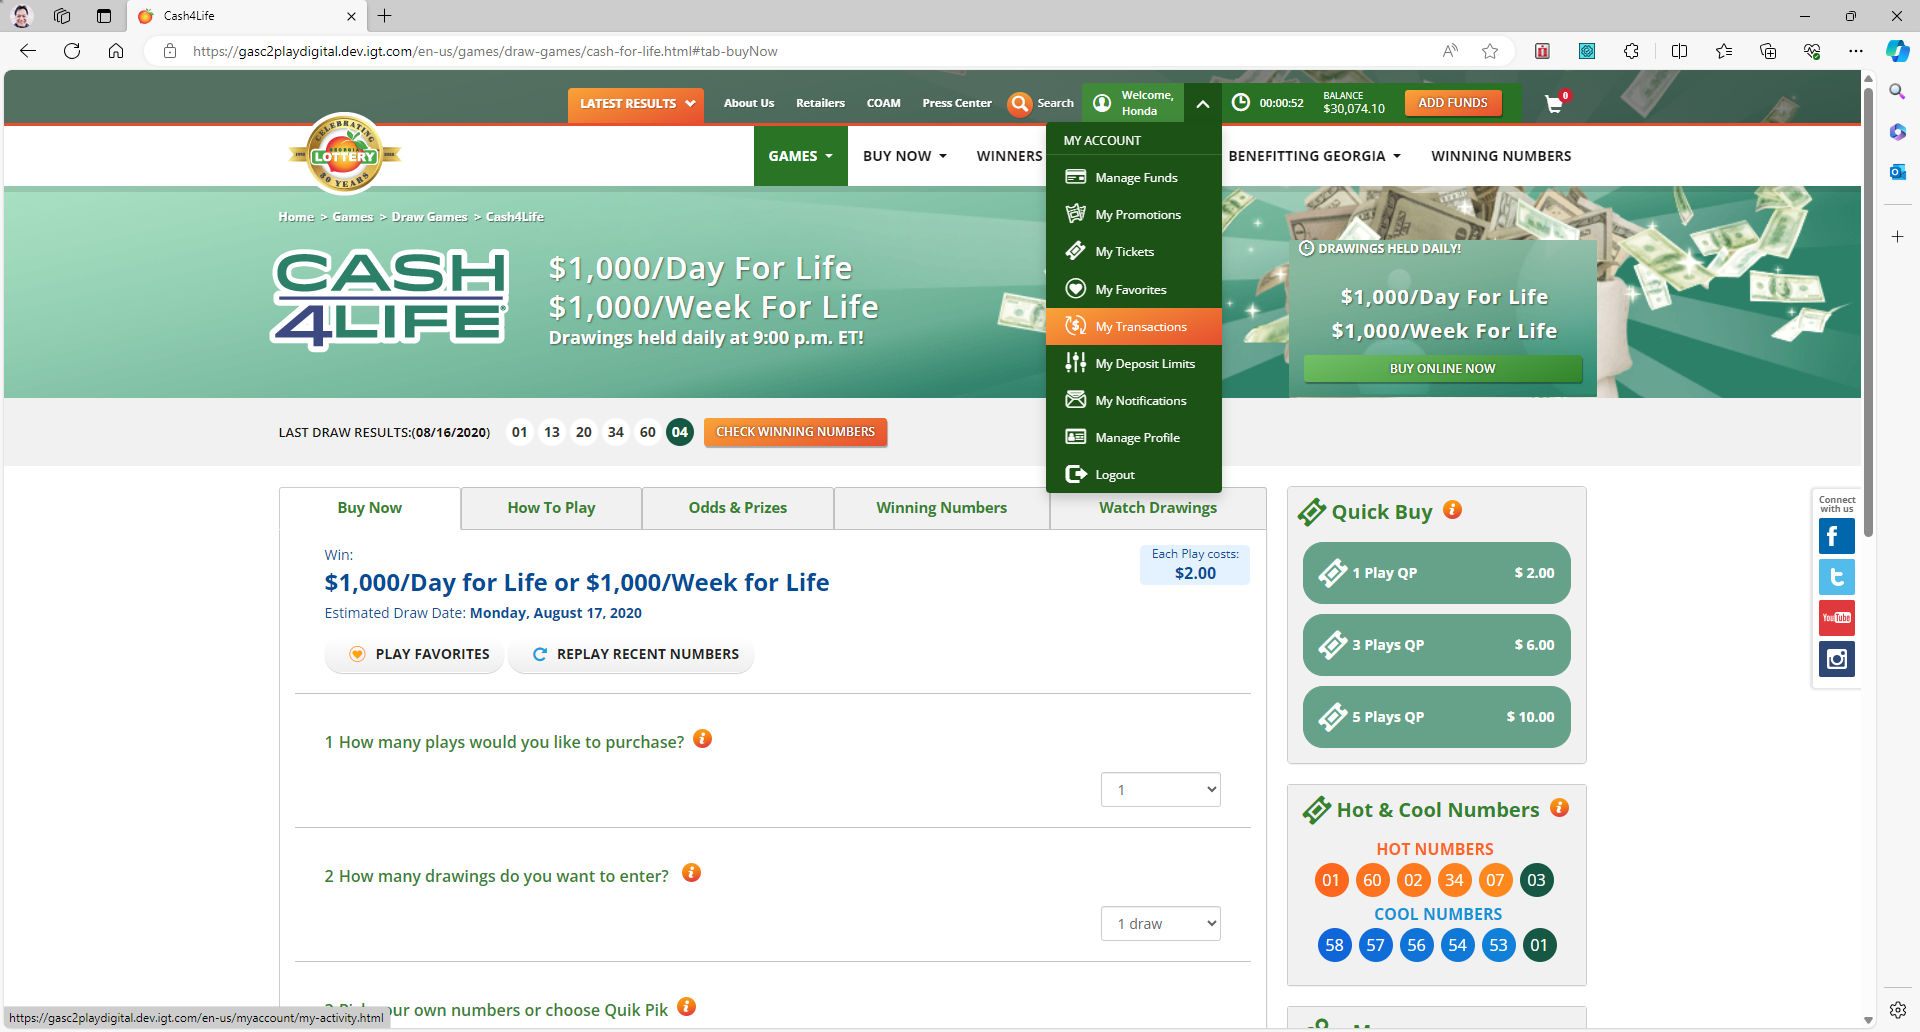 Cash4Life
https://gasc2playdigital.dev.igt.com/en-us/games/draw-games/cash-for-life.html#tab-buyNow
LATEST RESULTS
About Us
Retailers
COAM
Press Center
Search
Welcome,
Honda
00:00:52
BALANCE
$30,074.10
ADD FUNDS
0
CELEBRATING
GEORGIA
LOTTERY
30 YEARS
GAMES
BUY NOW
WINNERS
BENEFITTING GEORGIA
WINNING NUMBERS
MY ACCOUNT
Manage Funds
My Promotions
My Tickets
My Favorites
My Transactions
My Deposit Limits
My Notifications
Manage Profile
Logout
Home > Games > Draw Games > Cash4Life
CASH
4LIFE
$1,000/Day For Life
$1,000/Week For Life
Drawings held daily at 9:00 p.m. ET!
DRAWINGS HELD DAILY!
$1,000/Day For Life
$1,000/Week For Life
BUY ONLINE NOW
LAST DRAW RESULTS:(08/16/2020) 01 13 20 34 60 04
CHECK WINNING NUMBERS
Buy Now
How To Play
Odds & Prizes
Winning Numbers
Watch Drawings
Win:
$1,000/Day for Life or $1,000/Week for Life
Estimated Draw Date: Monday, August 17, 2020
Each Play costs:
$2.00
PLAY FAVORITES
REPLAY RECENT NUMBERS
1 How many plays would you like to purchase?
1
2 How many drawings do you want to enter?
1 draw
your own numbers or choose Quik Pik
Quick Buy
1 Play QP $ 2.00
3 Plays QP $ 6.00
5 Plays QP $ 10.00
Hot & Cool Numbers
HOT NUMBERS
01 60 02 34 07 03
COOL NUMBERS
58 57 56 54 53 01
Connect
with us
YouTube
https://gasc2playdigital.dev.igt.com/en-us/myaccount/my-activity.html